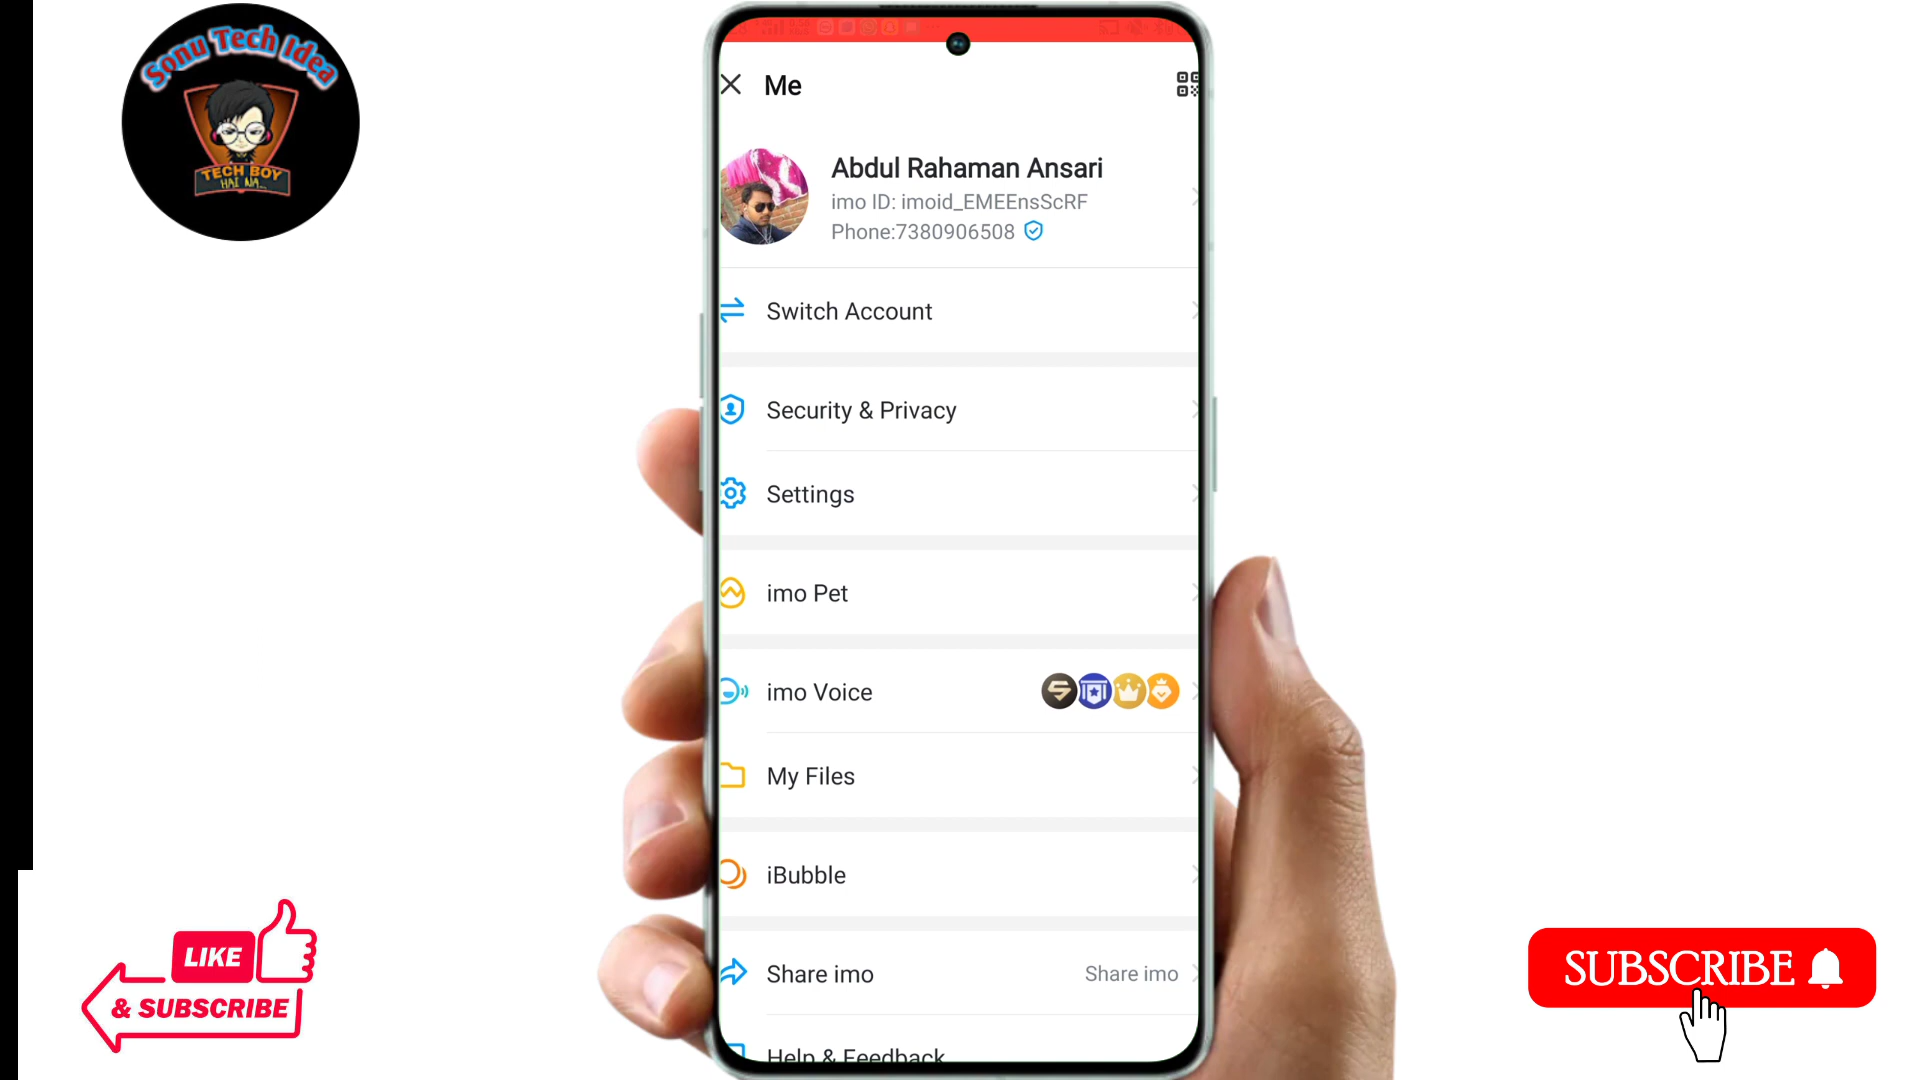 Sonu Tech Idea
TECH BOY
HAI NA...
Me
Abdul Rahaman Ansari
imo ID: imoid_EMEEnsScRF
Phone:7380906508
Switch Account
Security & Privacy
Settings
imo Pet
imo Voice
My Files
iBubble
Share imo Share imo
Help & Feedback
LIKE
& SUBSCRIBE
SUBSCRIBE